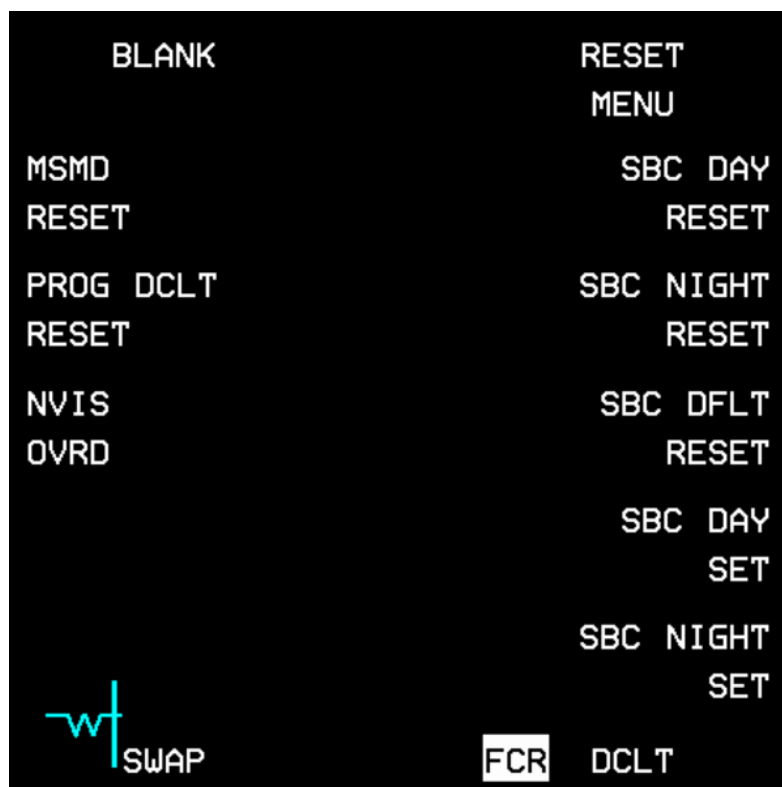 BLANK RESET
MENU
MSMD SBC DAY
RESET RESET
PROG DCLT SBC NIGHT
RESET RESET
NVIS SBC DFLT
OVRD RESET
SBC DAY
SET
SBC NIGHT
SET
SWAP FCR DCLT